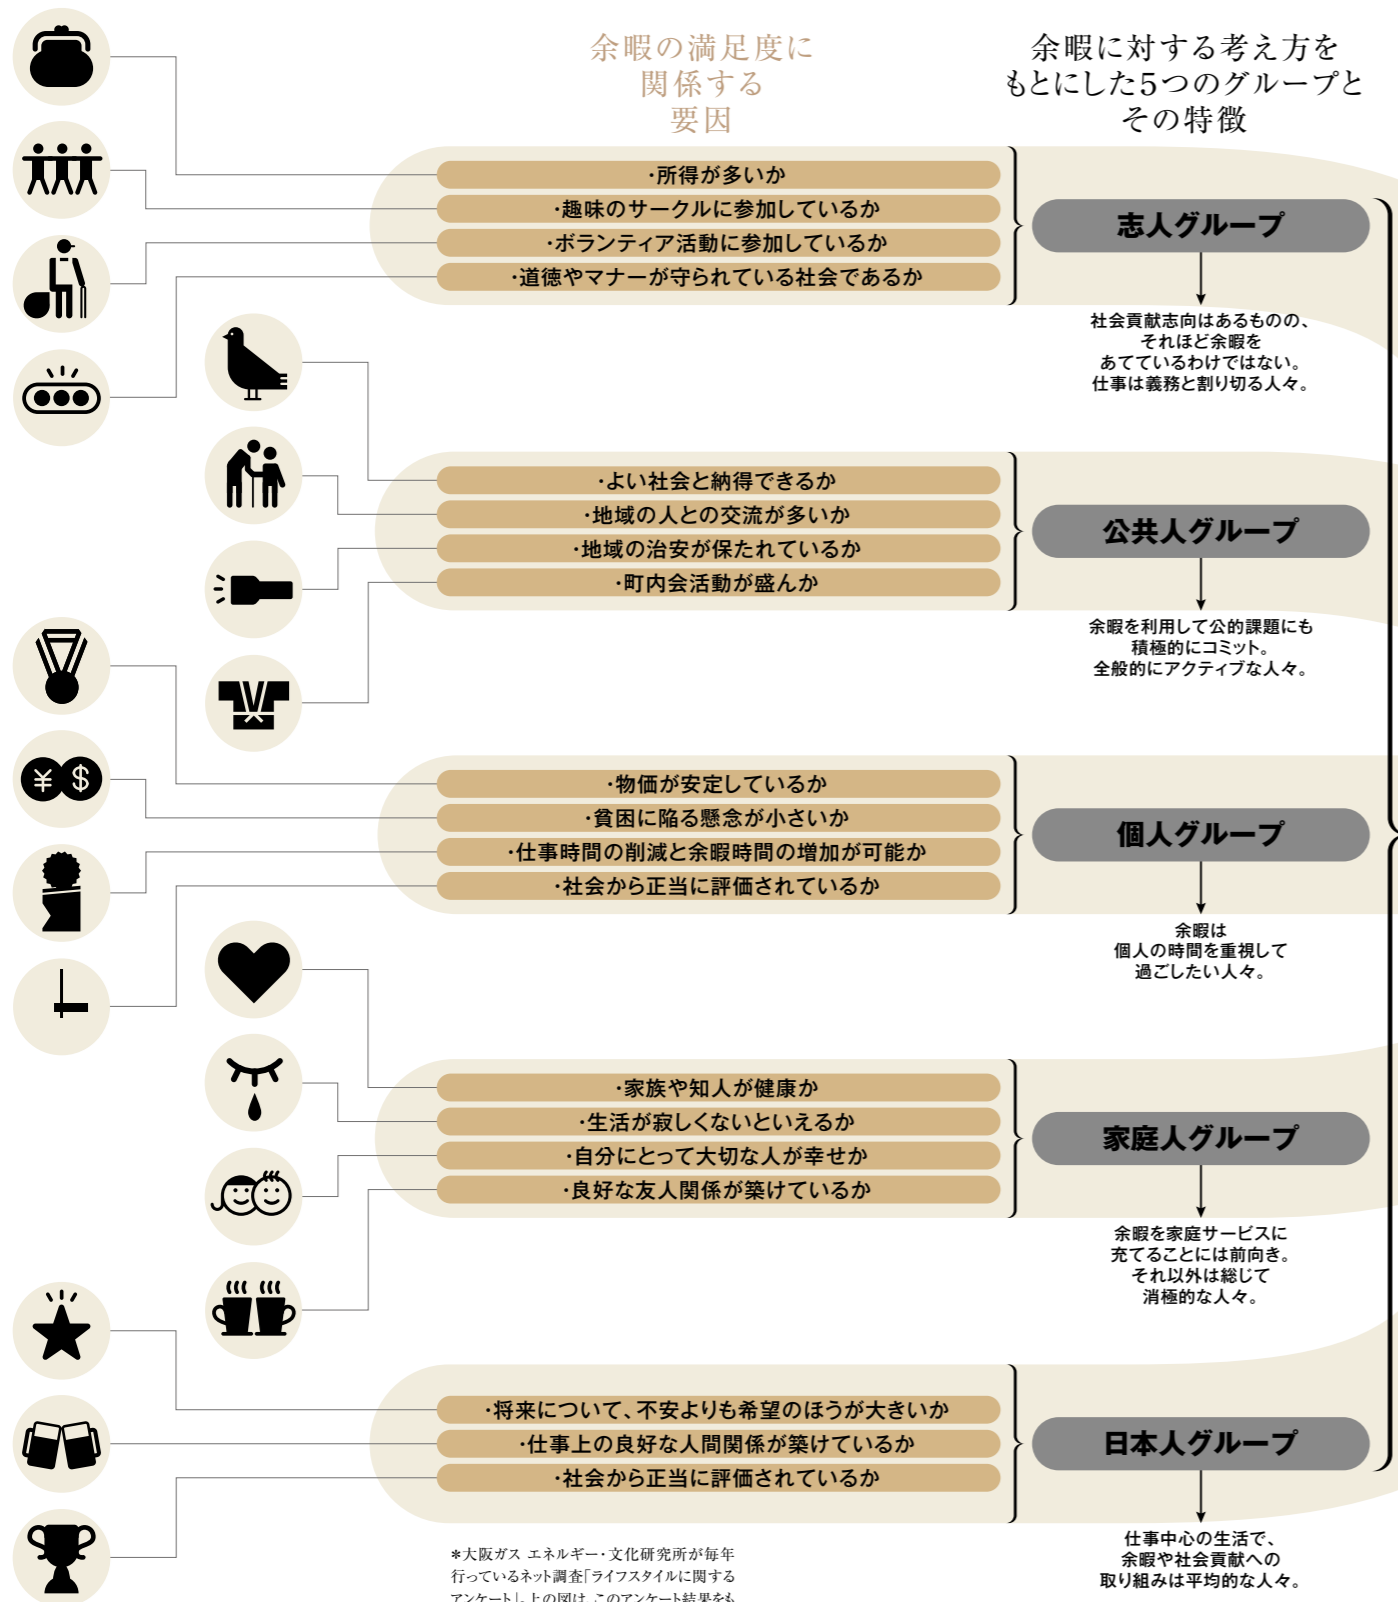 余暇の満足度に
関係する
要因
余暇に対する考え方を
もとにした5つのグループと
その特徴
・所得が多いか
・趣味のサークルに参加しているか
・ボランティア活動に参加しているか
・道徳やマナーが守られている社会であるか
志人グループ
社会貢献志向はあるものの、
それほど余暇を
あてているわけではない。
仕事は義務と割り切る人々。
・よい社会と納得できるか
・地域の人との交流が多いか
・地域の治安が保たれているか
・町内会活動が盛んか
公共人グループ
余暇を利用して公的課題にも
積極的にコミット。
全般的にアクティブな人々。
¥ $
・物価が安定しているか
・貧困に陥る懸念が小さいか
・仕事時間の削減と余暇時間の増加が可能か
・社会から正当に評価されているか
個人グループ
余暇は
個人の時間を重視して
過ごしたい人々。
・家族や知人が健康か
・生活が寂しくないといえるか
・自分にとって大切な人が幸せか
・良好な友人関係が築けているか
家庭人グループ
余暇を家庭サービスに
充てることには前向き。
それ以外は総じて
消極的な人々。
・将来について、不安よりも希望のほうが大きいか
・仕事上の良好な人間関係が築けているか
・社会から正当に評価されているか
日本人グループ
仕事中心の生活で、
余暇や社会貢献への
取り組みは平均的な人々。
*大阪ガス エネルギー・文化研究所が毎年
行っているネット調査「ライフスタイルに関する
アンケート」。上の図は、このアンケート結果をも